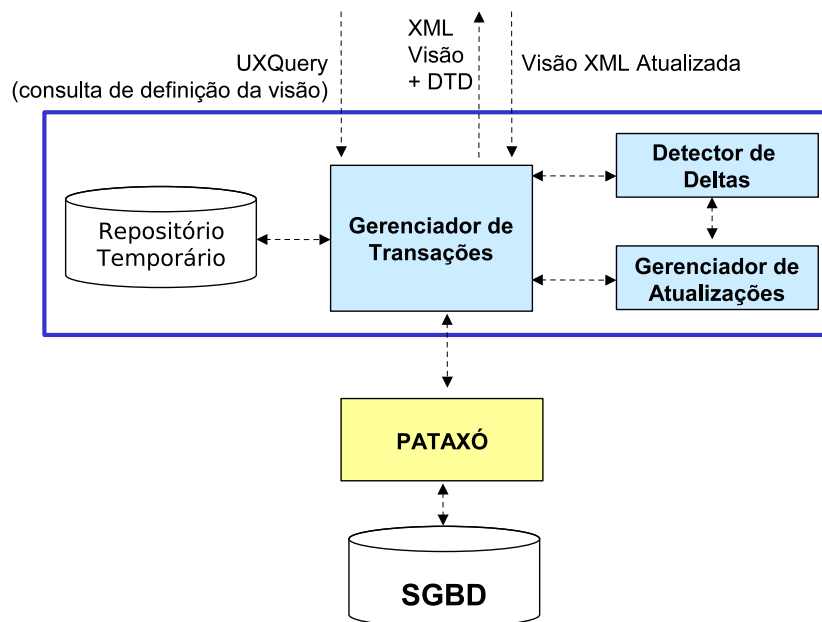 UXQuery
(consulta de definição da visão)
XML
Visão
+ DTD
Visão XML Atualizada
Detector de
Deltas
Repositório
Temporário
Gerenciador de
Transações
Gerenciador de
Atualizações
PATAXÓ
SGBD